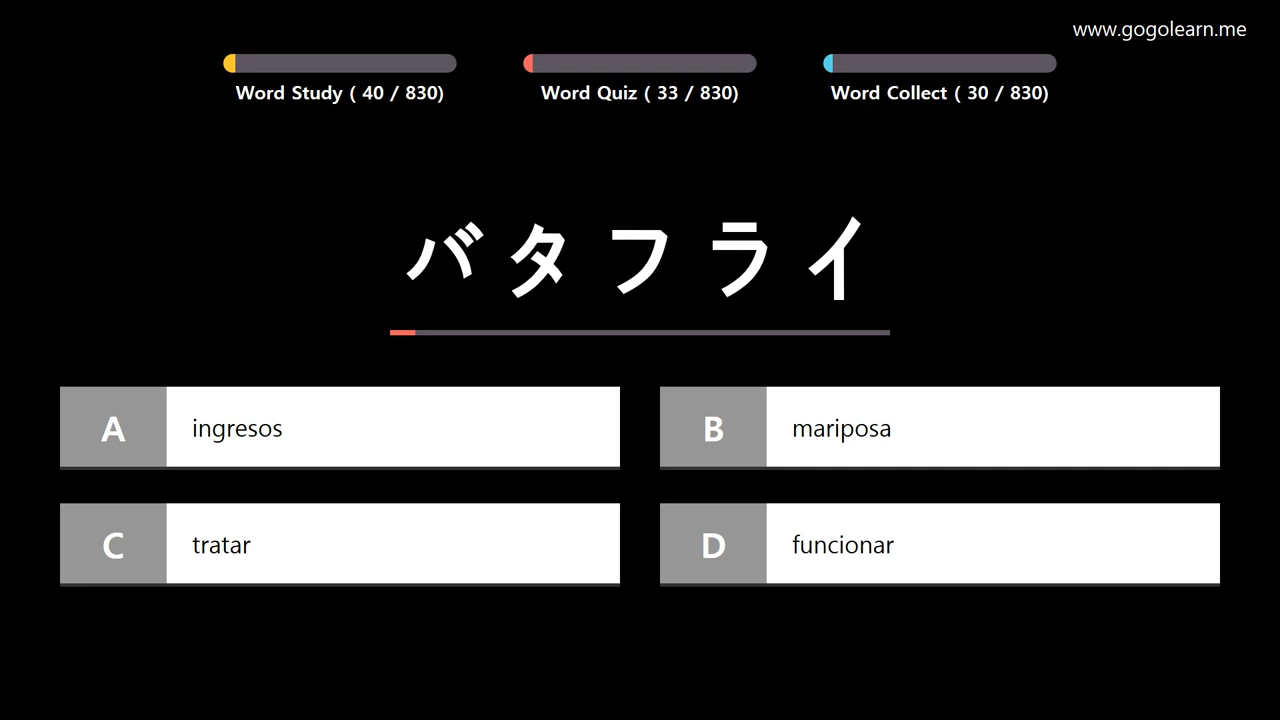 www.gogolearn.me
Word Study ( 40 / 830)
Word Quiz ( 33 / 830)
Word Collect ( 30 / 830)
バタフライ
A ingresos
B mariposa
C tratar
D funcionar